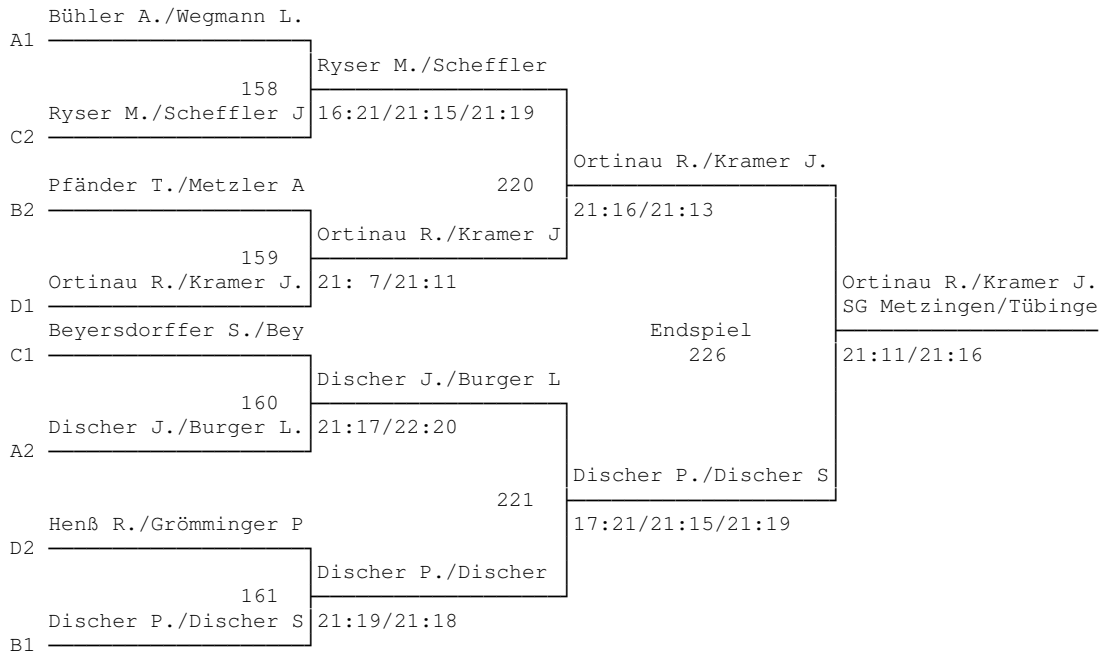 Bühler A./Wegmann L.
A1
Ryser M./Scheffler
158
Ryser M./Scheffler J 16:21/21:15/21:19
C2
Ortinau R./Kramer J.
Pfänder T./Metzler A 220
B2 21:16/21:13
Ortinau R./Kramer J
159
Ortinau R./Kramer J. 21: 7/21:11 Ortinau R./Kramer J.
D1 SG Metzingen/Tübinge
Beyersdorffer S./Bey Endspiel
C1 226 21:11/21:16
Discher J./Burger L
160
Discher J./Burger L. 21:17/22:20
A2
Discher P./Discher S
221
Henß R./Grömminger P 17:21/21:15/21:19
D2
Discher P./Discher
161
Discher P./Discher S 21:19/21:18
B1